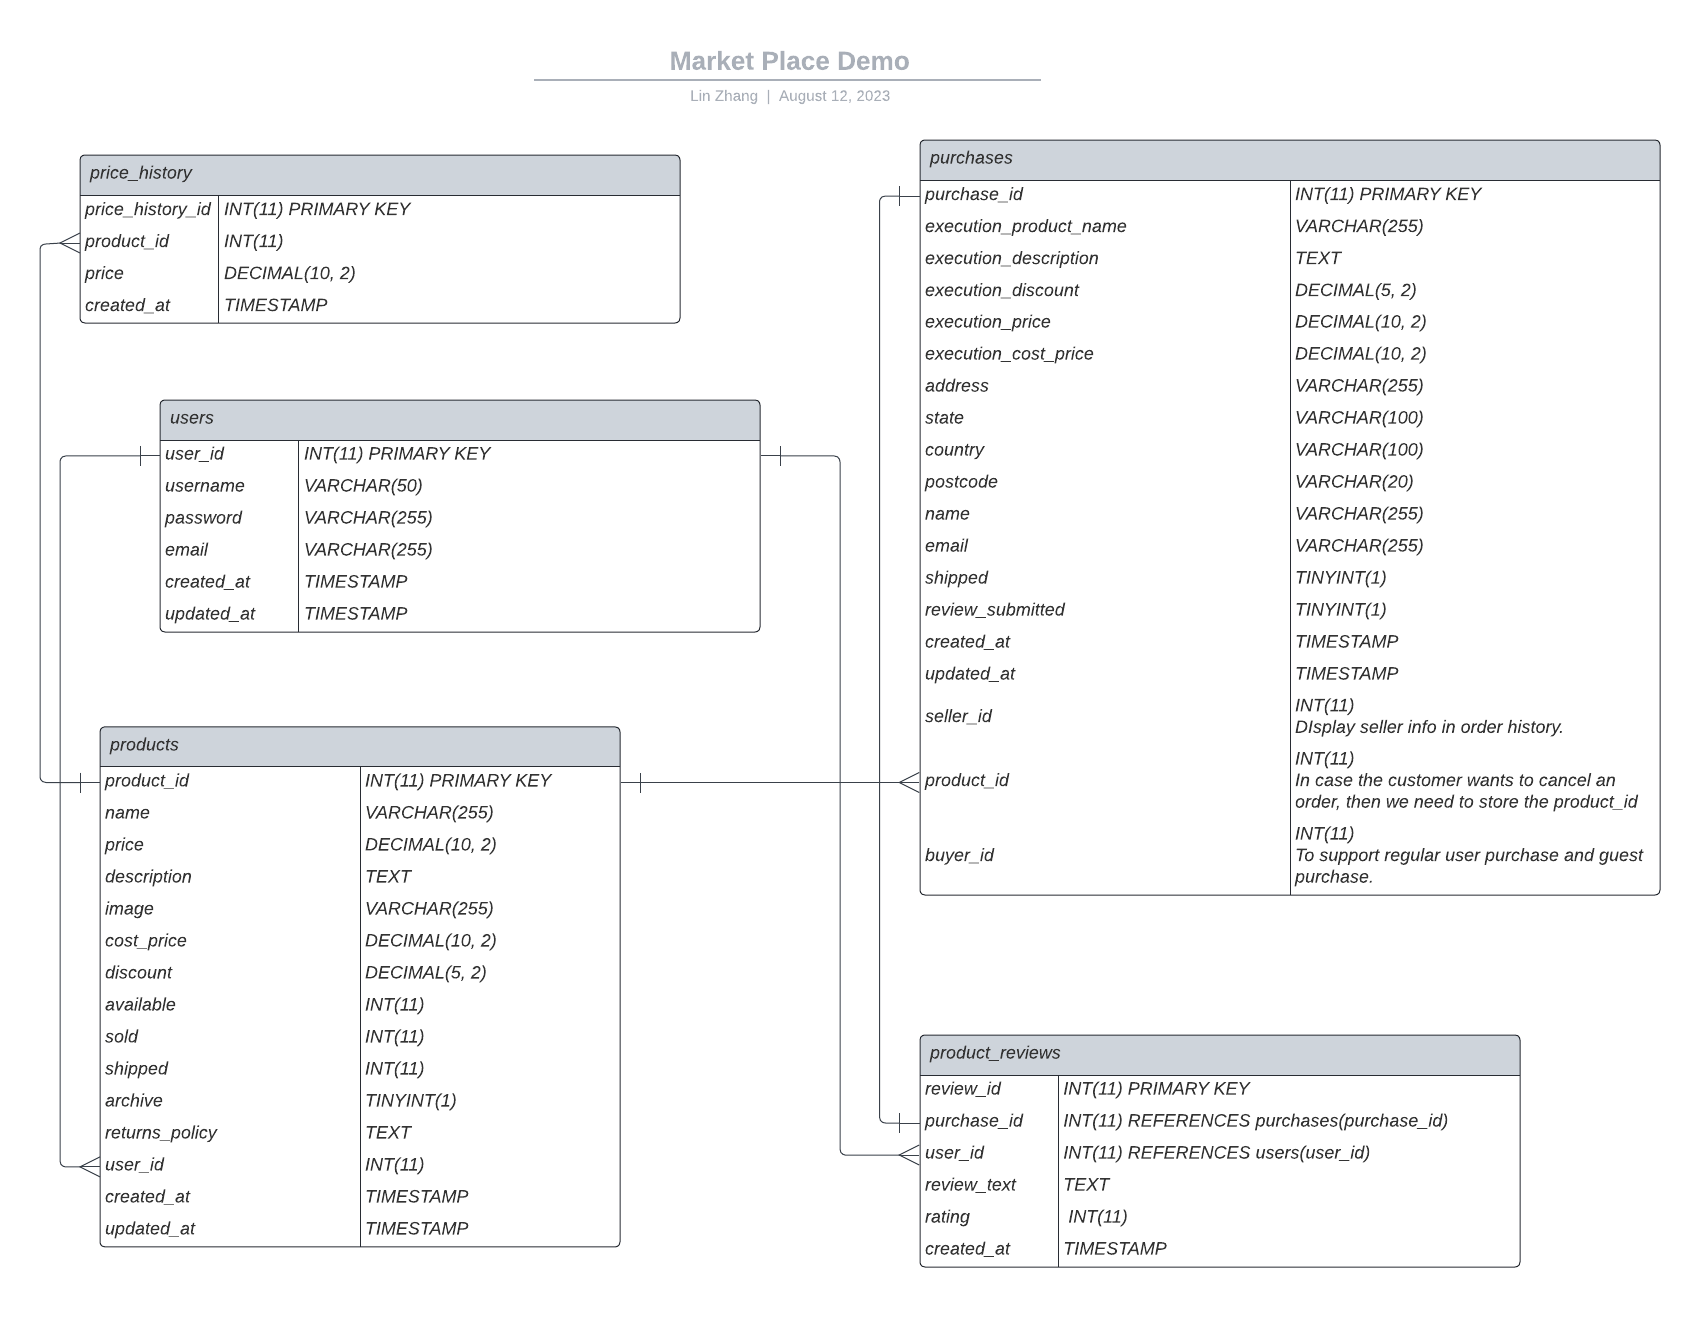 Market Place Demo
Lin Zhang | August 12, 2023
price_history
price_history_id INT(11) PRIMARY KEY
product_id INT(11)
price DECIMAL(10, 2)
created_at TIMESTAMP
users
user_id INT(11) PRIMARY KEY
username VARCHAR(50)
password VARCHAR(255)
email VARCHAR(255)
created_at TIMESTAMP
updated_at TIMESTAMP
products
product_id INT(11) PRIMARY KEY
name VARCHAR(255)
price DECIMAL(10, 2)
description TEXT
image VARCHAR(255)
cost_price DECIMAL(10, 2)
discount DECIMAL(5, 2)
available INT(11)
sold INT(11)
shipped INT(11)
archive TINYINT(1)
returns_policy TEXT
user_id INT(11)
created_at TIMESTAMP
updated_at TIMESTAMP
purchases
purchase_id INT(11) PRIMARY KEY
execution_product_name VARCHAR(255)
execution_description TEXT
execution_discount DECIMAL(5, 2)
execution_price DECIMAL(10, 2)
execution_cost_price DECIMAL(10, 2)
address VARCHAR(255)
state VARCHAR(100)
country VARCHAR(100)
postcode VARCHAR(20)
name VARCHAR(255)
email VARCHAR(255)
shipped TINYINT(1)
review_submitted TINYINT(1)
created_at TIMESTAMP
updated_at TIMESTAMP
seller_id INT(11)
DIsplay seller info in order history.
product_id INT(11)
In case the customer wants to cancel an
order, then we need to store the product_id
buyer_id INT(11)
To support regular user purchase and guest
purchase.
product_reviews
review_id INT(11) PRIMARY KEY
purchase_id INT(11) REFERENCES purchases(purchase_id)
user_id INT(11) REFERENCES users(user_id)
review_text TEXT
rating INT(11)
created_at TIMESTAMP